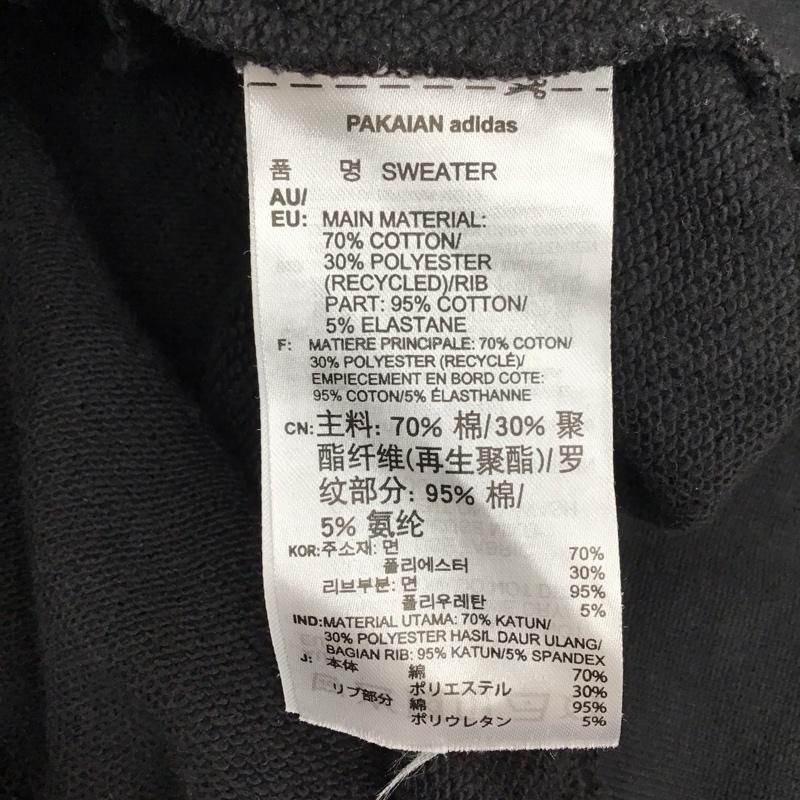 PAKAIAN adidas
품 명 SWEATER
AU/
EU: MAIN MATERIAL:
70% COTTON/
30% POLYESTER
(RECYCLED)/RIB
PART: 95% COTTON/
5% ELASTANE
F: MATIERE PRINCIPALE: 70% COTON/
30% POLYESTER (RECYCLÉ)/
EMPIECEMENT EN BORD COTE:
95% COTON/5% ÉLASTHANNE
CN: 主料: 70% 棉/30% 聚
酯纤维(再生聚酯)/罗
纹部分: 95% 棉/
5% 氨纶
KOR: 주소재: 면 70%
폴리에스터 30%
리브부분: 면 95%
폴리우레탄 5%
IND: MATERIAL UTAMA: 70% KATUN/
30% POLYESTER HASIL DAUR ULANG/
BAGIAN RIB: 95% KATUN/5% SPANDEX
J: 本体 綿 70%
ポリエステル 30%
リブ部分 綿 95%
ポリウレタン 5%